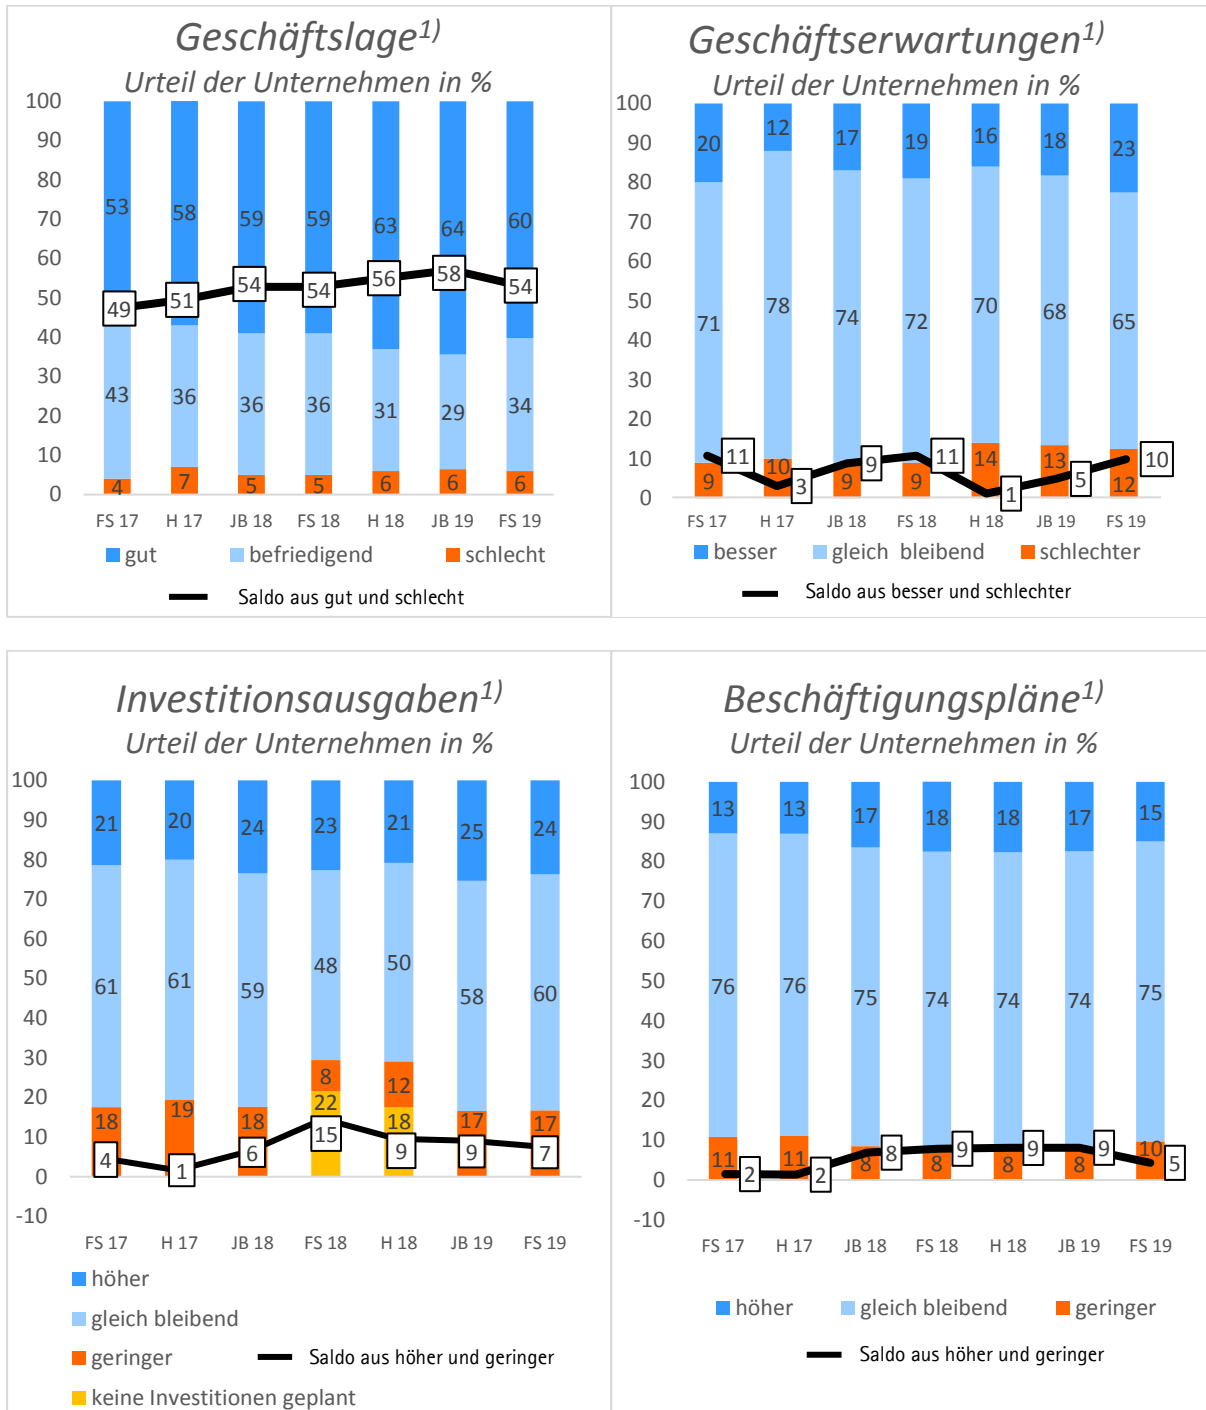 Geschäftslage1)
Urteil der Unternehmen in %
100
90
80
70
60
50
40
30
20
10
0
53 58 59 59 63 64 60
49 51 54 54 56 58 54
43 36 36 36 31 29 34
4 7 5 5 6 6 6
FS 17 H 17 JB 18 FS 18 H 18 JB 19 FS 19
gut befriedigend schlecht
Saldo aus gut und schlecht
Geschäftserwartungen1)
Urteil der Unternehmen in %
100
90
80
70
60
50
40
30
20
10
0
20 12 17 19 16 18 23
71 78 74 72 70 68 65
11 3 9 11 1 5 10
9 10 9 9 14 13 12
FS 17 H 17 JB 18 FS 18 H 18 JB 19 FS 19
besser gleich bleibend schlechter
Saldo aus besser und schlechter
Investitionsausgaben1)
Urteil der Unternehmen in %
100
90
80
70
60
50
40
30
20
10
0
-10
21 20 24 23 21 25 24
61 61 59 48 50 58 60
18 19 18 8 12 17 17
22 18
4 1 6 15 9 9 7
FS 17 H 17 JB 18 FS 18 H 18 JB 19 FS 19
höher
gleich bleibend
geringer Saldo aus höher und geringer
keine Investitionen geplant
Beschäftigungspläne1)
Urteil der Unternehmen in %
100
90
80
70
60
50
40
30
20
10
0
-10
13 13 17 18 18 17 15
76 76 75 74 74 74 75
11 11 8 8 8 8 10
2 2 8 9 9 9 5
FS 17 H 17 JB 18 FS 18 H 18 JB 19 FS 19
höher gleich bleibend geringer
Saldo aus höher und geringer